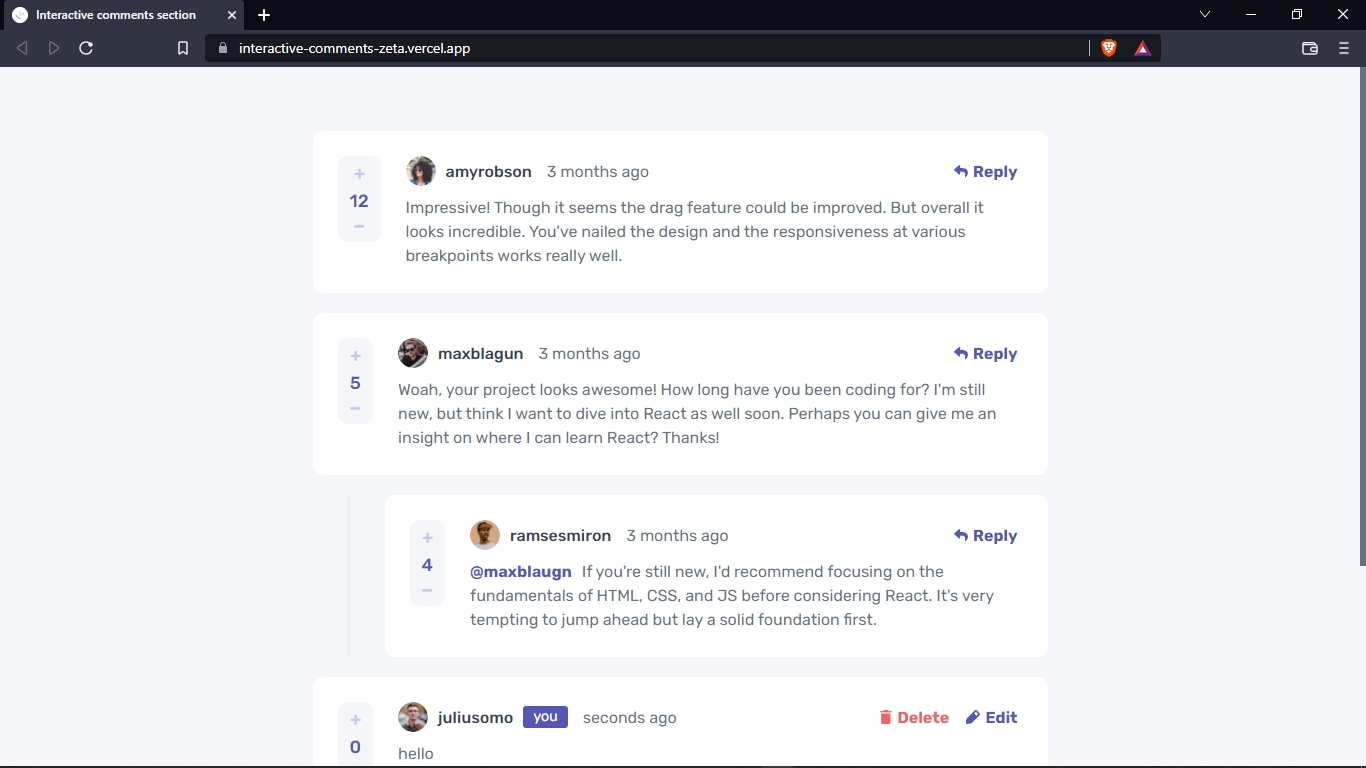 Interactive comments section
interactive-comments-zeta.vercel.app
amyrobson 3 months ago Reply
12
Impressive! Though it seems the drag feature could be improved. But overall it
looks incredible. You've nailed the design and the responsiveness at various
breakpoints works really well.
maxblagun 3 months ago Reply
5
Woah, your project looks awesome! How long have you been coding for? I'm still
new, but think I want to dive into React as well soon. Perhaps you can give me an
insight on where I can learn React? Thanks!
ramsesmiron 3 months ago Reply
4
@maxblaugn If you're still new, I'd recommend focusing on the
fundamentals of HTML, CSS, and JS before considering React. It's very
tempting to jump ahead but lay a solid foundation first.
juliusomo you seconds ago Delete Edit
0
hello